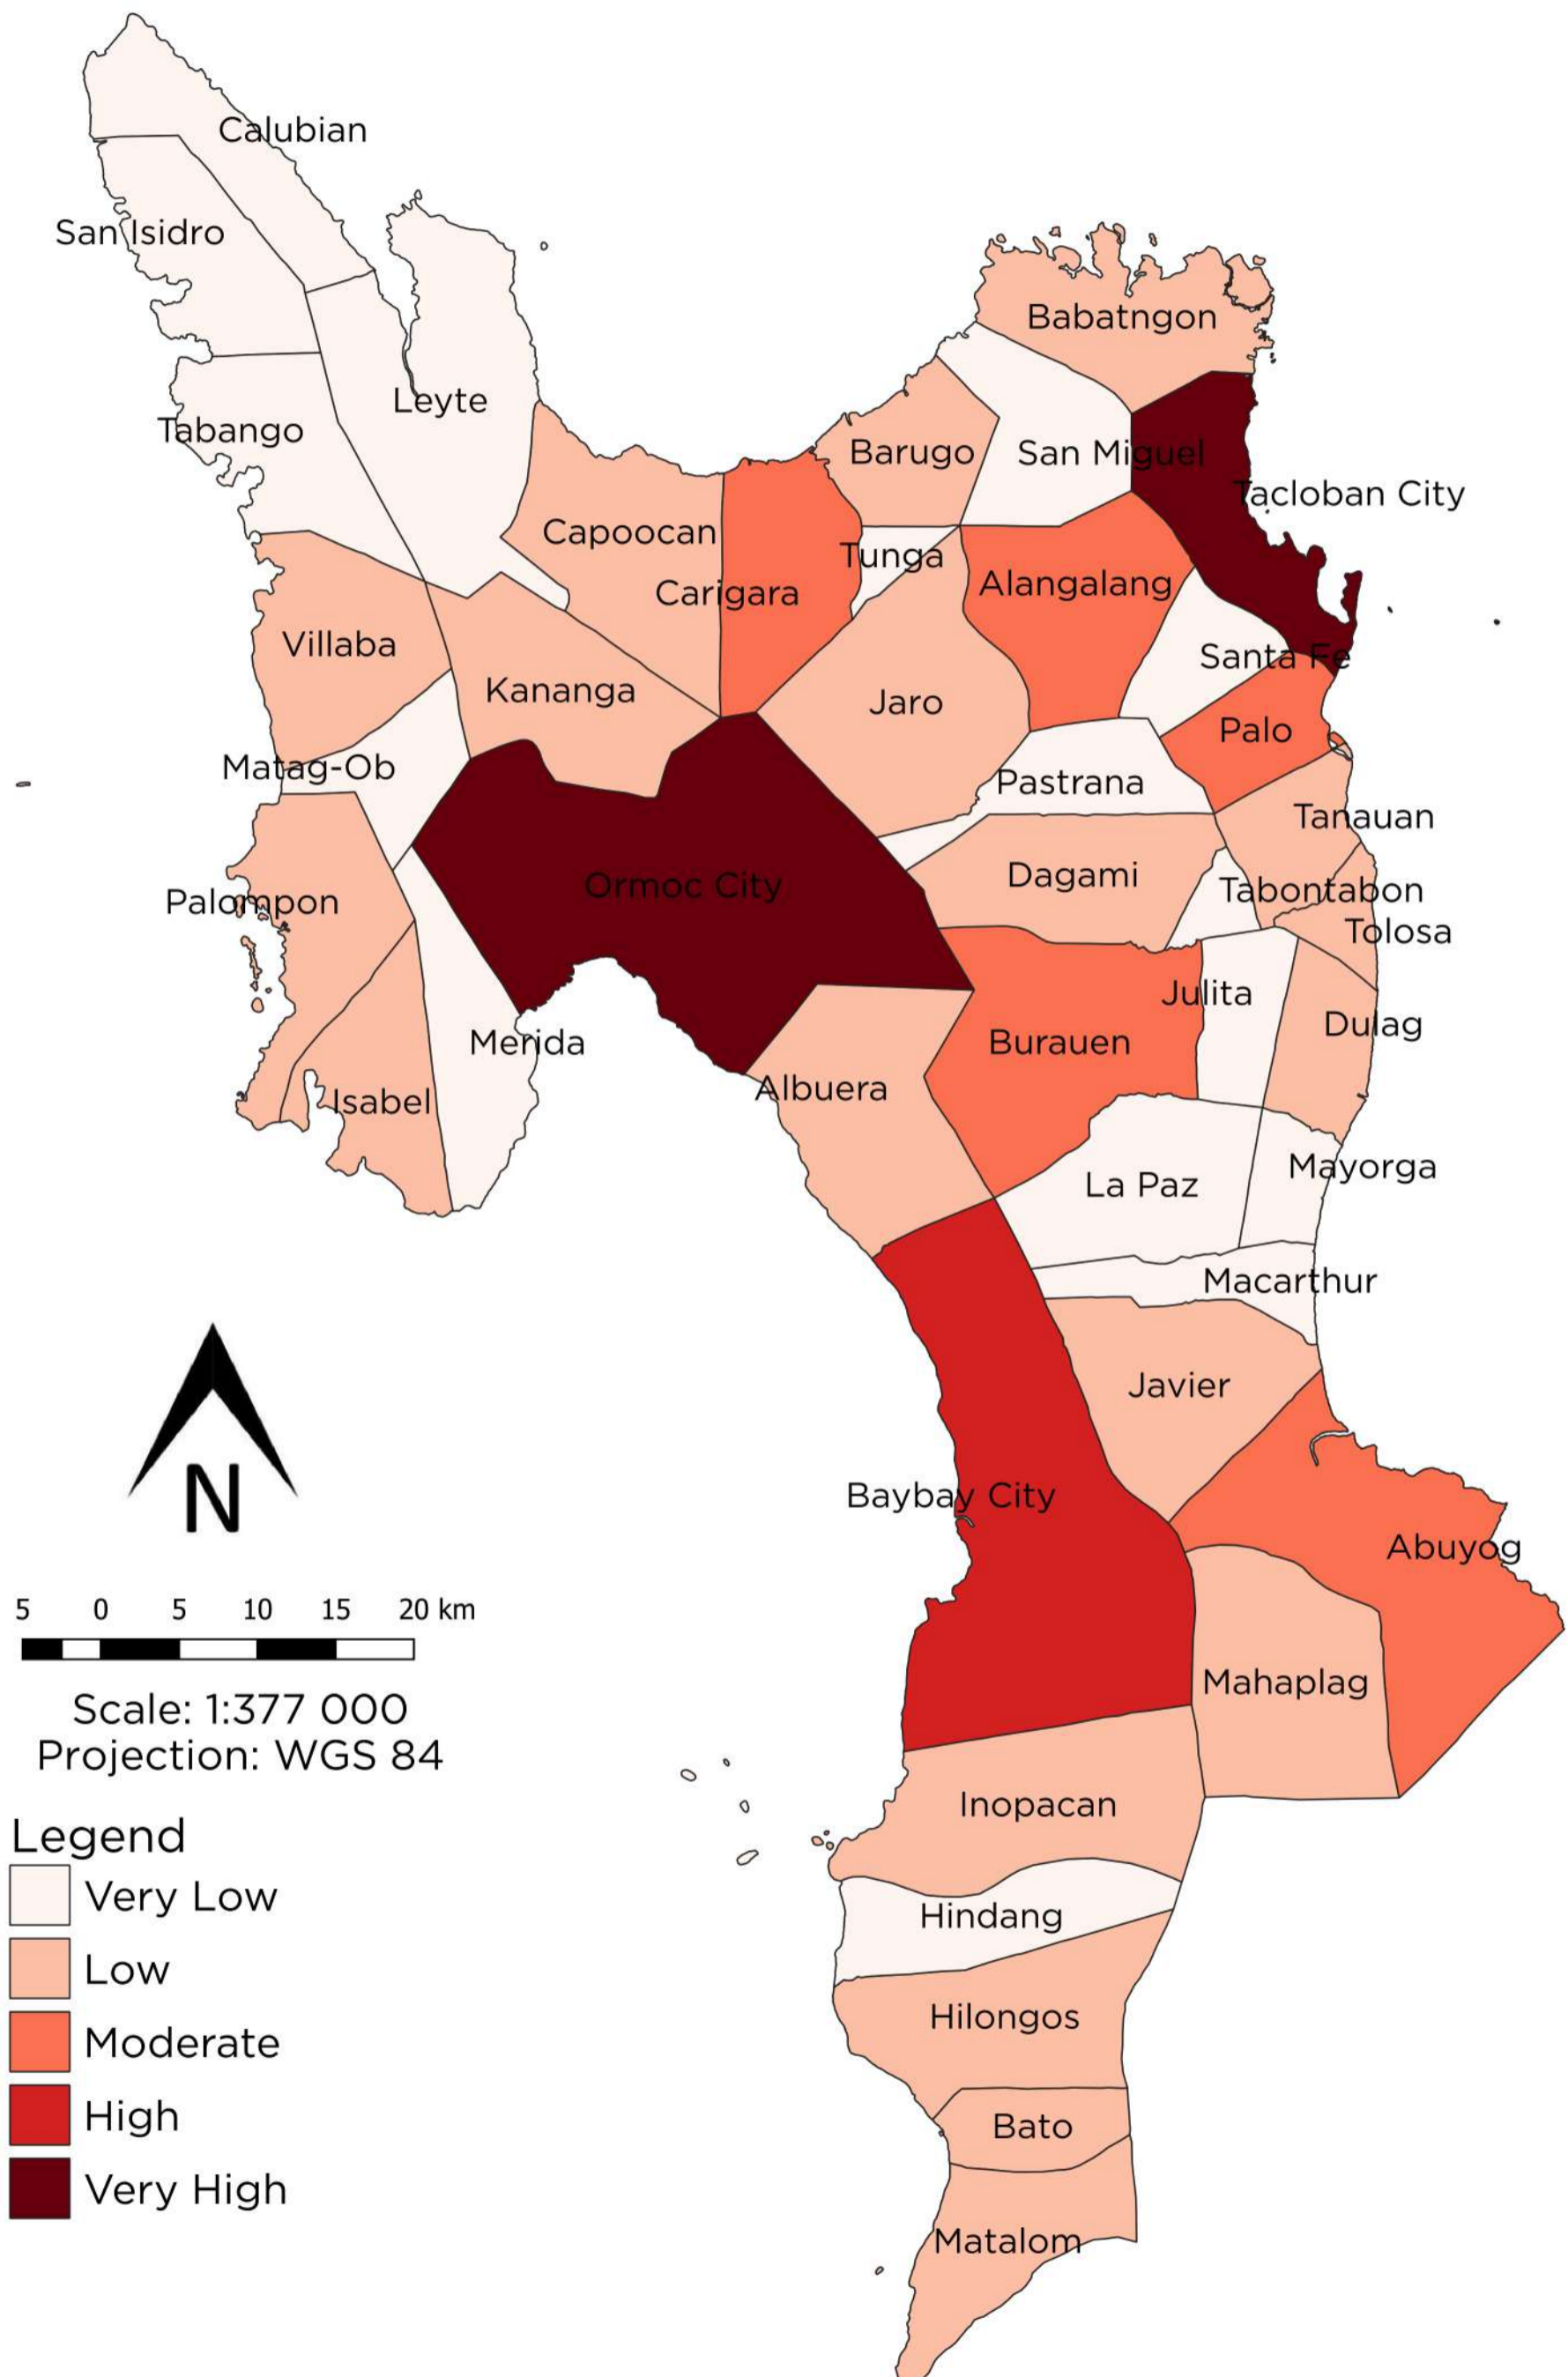 Calubian
San Isidro
Babatngon
Leyte
Tabango
Barugo
San Miguel
Tacloban City
Capoocan
Tunga
Alangalang
Carigara
Villaba
Santa Fe
Kananga
Jaro
Palo
Matag-Ob
Pastrana
Tanauan
Ormoc City
Dagami
Tabontabon
Palompon
Tolosa
Julita
Dulag
Merida
Burauen
Albuera
Isabel
Mayorga
La Paz
Macarthur
Javier
N
Baybay City
Abuyog
5 0 5 10 15 20 km
Mahaplag
Scale: 1:377 000
Projection: WGS 84
Inopacan
Legend
Very Low
Hindang
Low
Hilongos
Moderate
High
Bato
Very High
Matalom